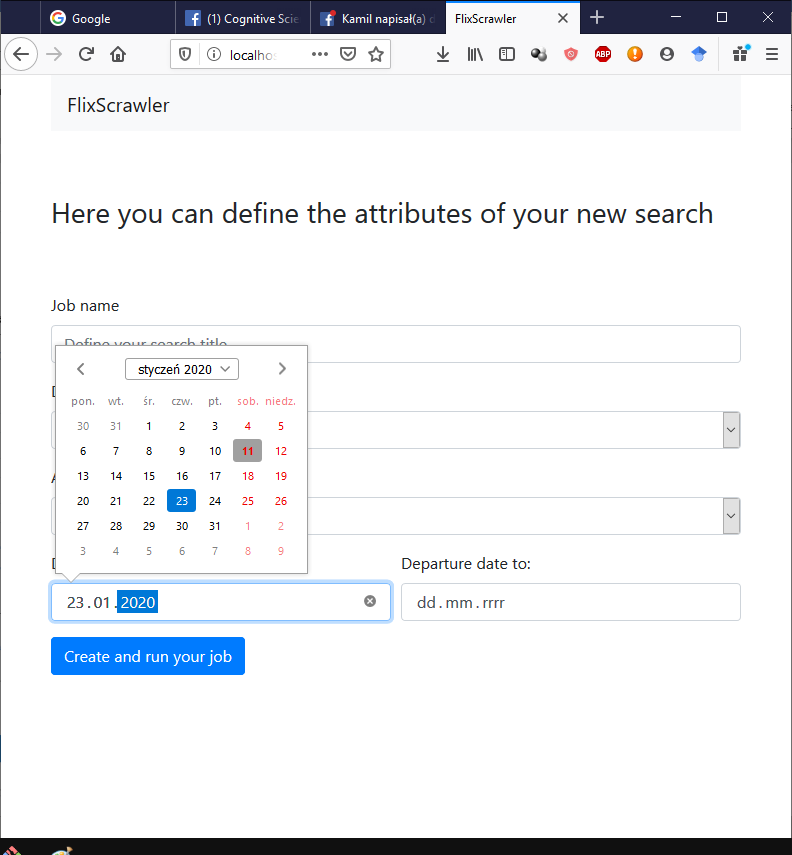 Google
(1) Cognitive Scie
Kamil napisał(a) d
FlixScrawler
localhos
ABP
FlixScrawler
Here you can define the attributes of your new search
Job name
Define your search title
styczeń 2020
pon. wt. śr. czw. pt. sob. niedz.
30 31 1 2 3 4 5
6 7 8 9 10 11 12
13 14 15 16 17 18 19
20 21 22 23 24 25 26
27 28 29 30 31 1 2
3 4 5 6 7 8 9
Departure date to:
23.01.2020
dd.mm.rrrr
Create and run your job